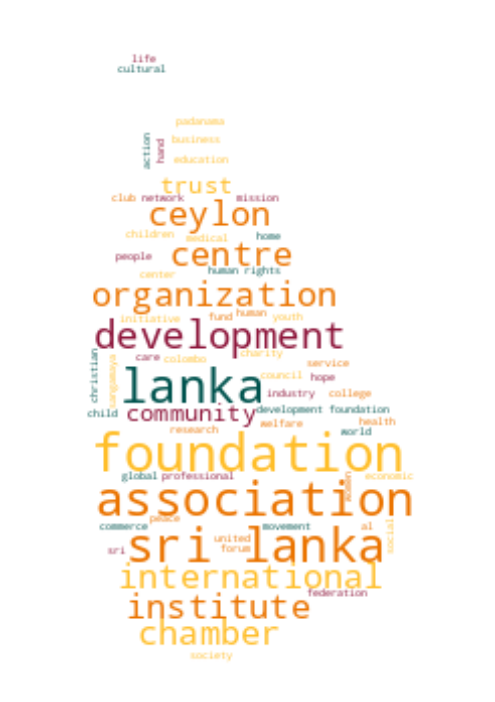 life
cultural
padanama
action
hand
business
education
trust
club network mission
ceylon
children medical home
people centre
center human rights
organization
initiative fund human youth
development
christian
sangamaya
care colombo charity
service
lanka
council hope
industry college
child community development foundation
welfare health
research world
foundation
global professional
women
economic
association
peace
commerce movement al
social
sri sri lanka
united
forum
international
federation
institute
chamber
society